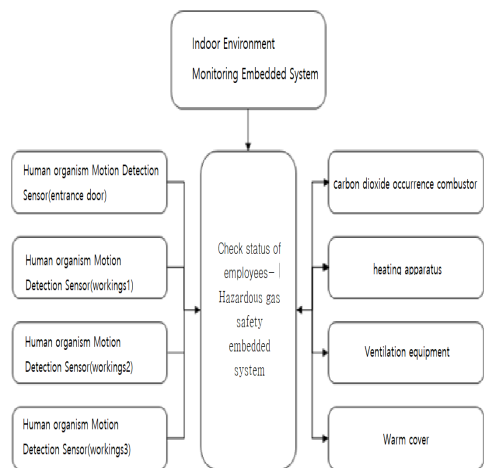 Indoor Environment
Monitoring Embedded System
Human organism Motion Detection
Sensor(entrance door)
Human organism Motion
Detection Sensor(workings1)
Human organism Motion
Detection Sensor(workings2)
Human organism Motion
Detection Sensor(workings3)
Check status of
employees-
Hazardous gas
safety
embedded
system
carbon dioxide occurrence combustor
heating apparatus
Ventilation equipment
Warm cover